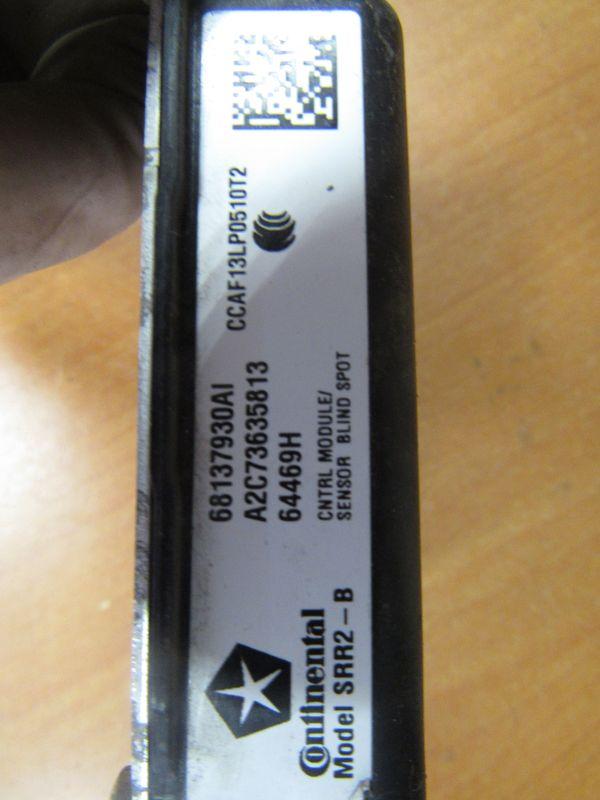 Continental
Model SRR2-B
68137930AI
A2C73635813
64469H
CNTRL MODULE/
SENSOR BLIND SPOT
CCAF13LP0510T2